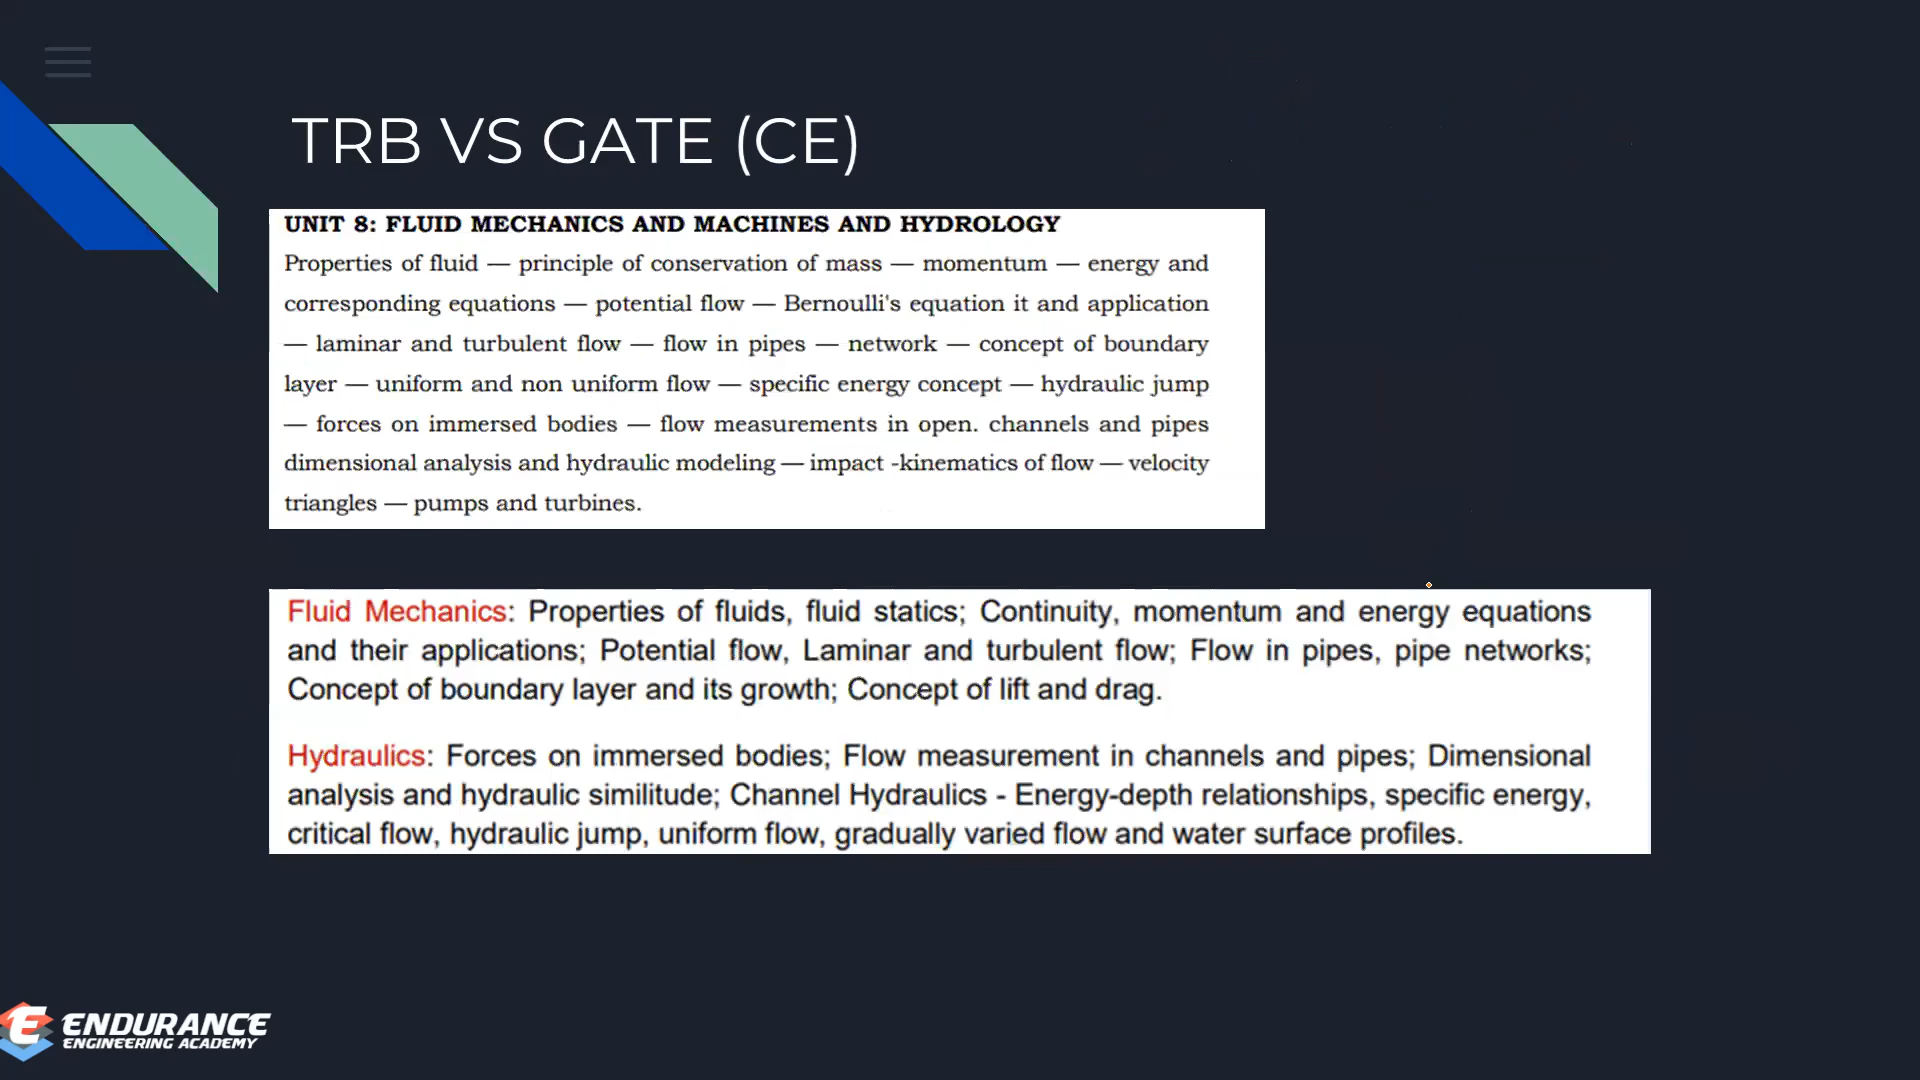 TRB VS GATE (CE)
UNIT 8: FLUID MECHANICS AND MACHINES AND HYDROLOGY
Properties of fluid — principle of conservation of mass — momentum — energy and
corresponding equations — potential flow — Bernoulli's equation it and application
— laminar and turbulent flow — flow in pipes — network — concept of boundary
layer — uniform and non uniform flow — specific energy concept — hydraulic jump
— forces on immersed bodies — flow measurements in open. channels and pipes
dimensional analysis and hydraulic modeling — impact -kinematics of flow — velocity
triangles — pumps and turbines.
Fluid Mechanics: Properties of fluids, fluid statics; Continuity, momentum and energy equations
and their applications; Potential flow, Laminar and turbulent flow; Flow in pipes, pipe networks;
Concept of boundary layer and its growth; Concept of lift and drag.
Hydraulics: Forces on immersed bodies; Flow measurement in channels and pipes; Dimensional
analysis and hydraulic similitude; Channel Hydraulics - Energy-depth relationships, specific energy,
critical flow, hydraulic jump, uniform flow, gradually varied flow and water surface profiles.
ENDURANCE
ENGINEERING ACADEMY